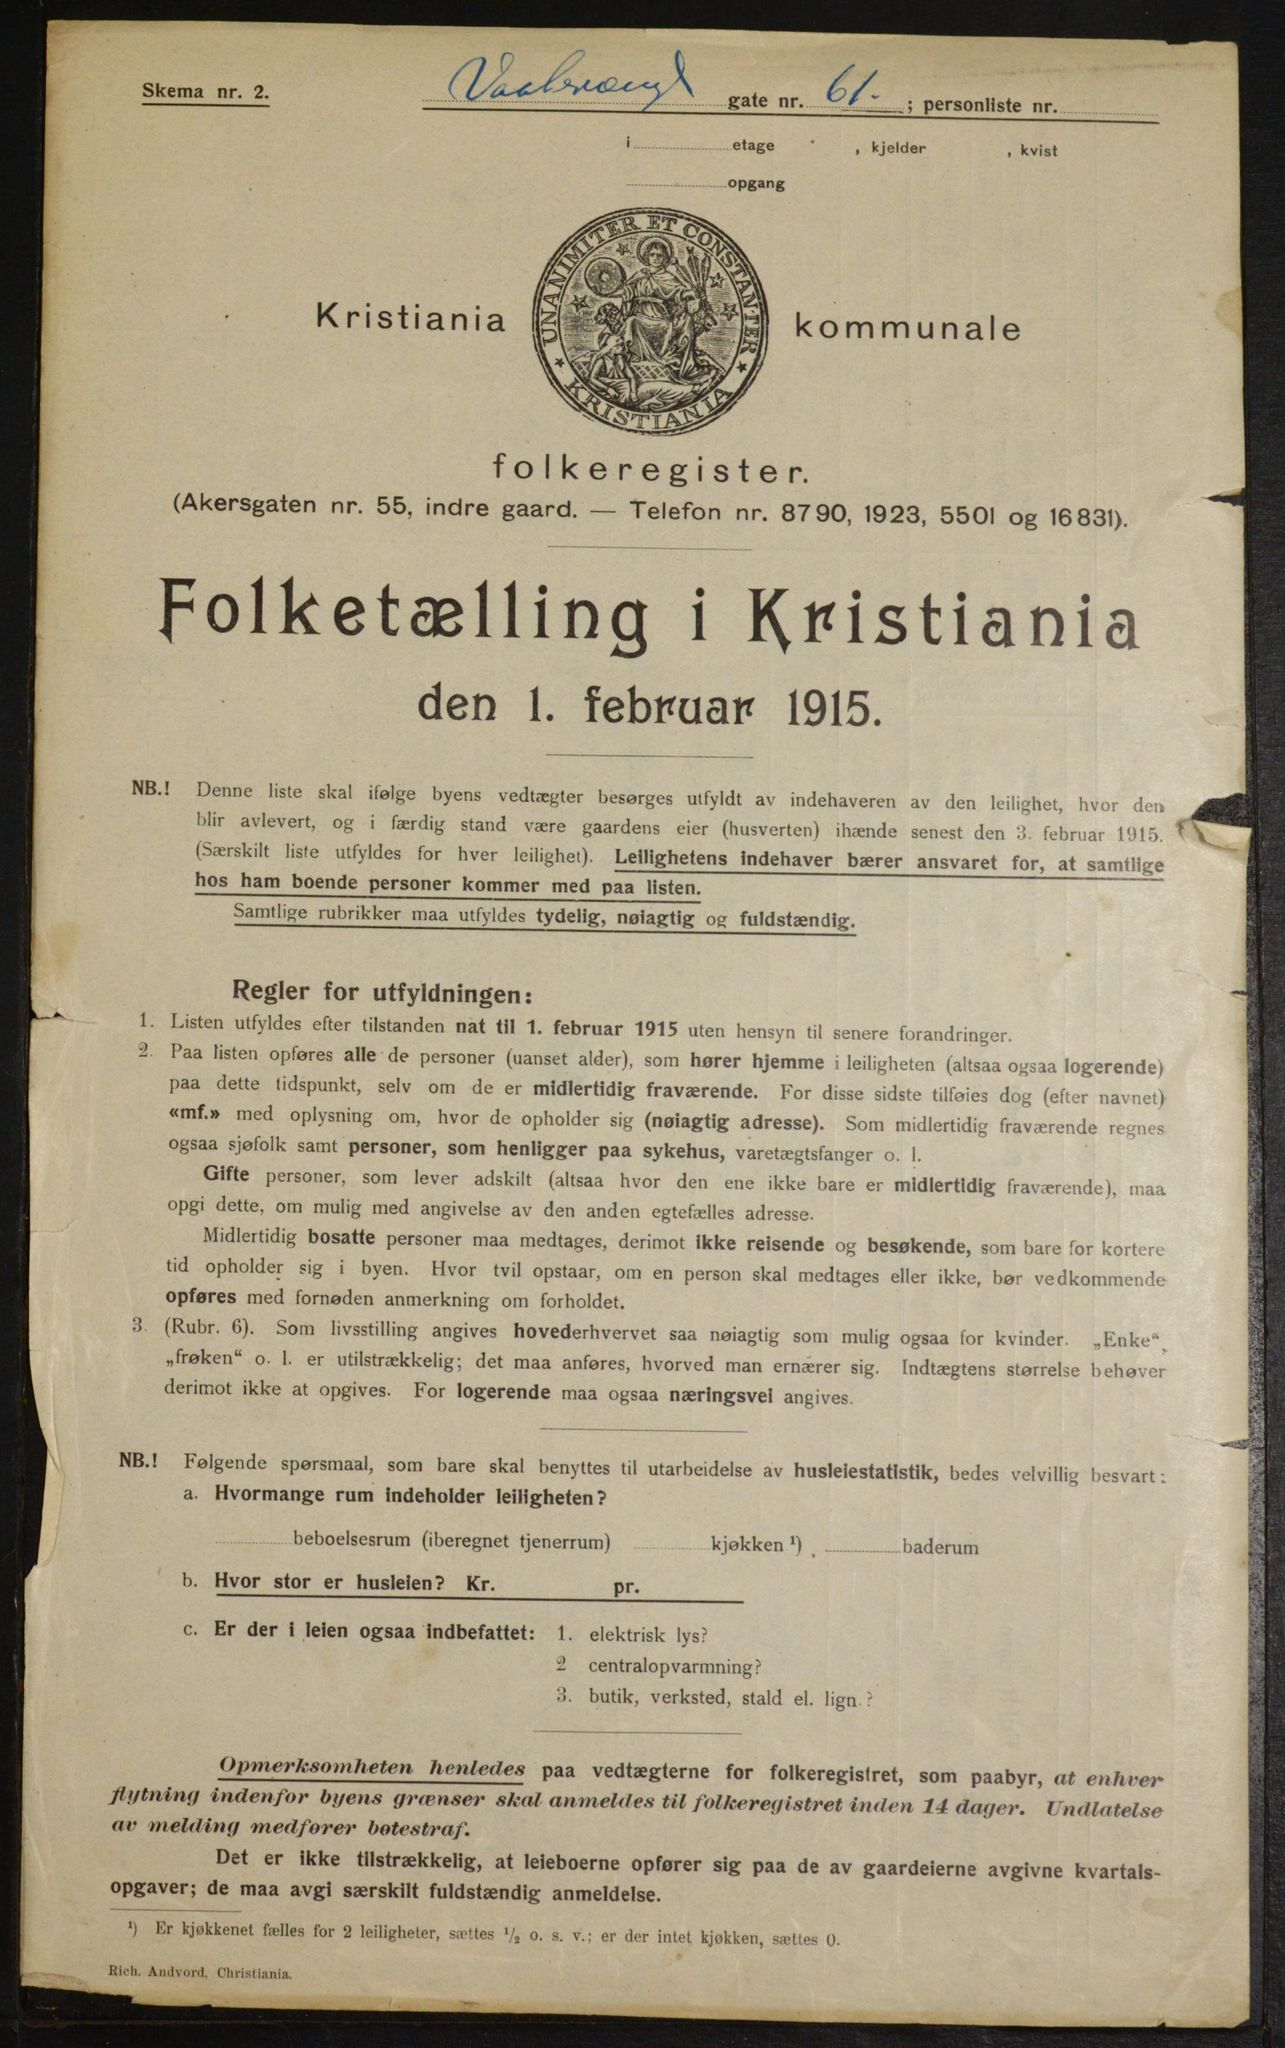 Skema nr. 2.
gate nr. 61. ; personliste nr.
i etage , kjelder , kvist
opgang
UNANIMITER ET CONSTANTER
KRISTIANIA
Kristiania kommunale
folkeregister.
(Akersgaten nr. 55, indre gaard. — Telefon nr. 8790, 1923, 5501 og 16831).
Folketælling i Kristiania
den 1. februar 1915.
NB.! Denne liste skal ifølge byens vedtægter besørges utfyldt av indehaveren av den leilighet, hvor den
blir avlevert, og i færdig stand være gaardens eier (husverten) ihænde senest den 3. februar 1915.
(Særskilt liste utfyldes for hver leilighet). Leilighetens indehaver bærer ansvaret for, at samtlige
hos ham boende personer kommer med paa listen.
Samtlige rubrikker maa utfyldes tydelig, nøiagtig og fuldstændig.
Regler for utfyldningen:
1. Listen utfyldes efter tilstanden nat til 1. februar 1915 uten hensyn til senere forandringer.
2. Paa listen opføres alle de personer (uanset alder), som hører hjemme i leiligheten (altsaa ogsaa logerende)
paa dette tidspunkt, selv om de er midlertidig fraværende. For disse sidste tilføies dog (efter navnet)
«mf.» med oplysning om, hvor de opholder sig (nøiagtig adresse). Som midlertidig fraværende regnes
ogsaa sjøfolk samt personer, som henligger paa sykehus, varetægtsfanger o. l.
Gifte personer, som lever adskilt (altsaa hvor den ene ikke bare er midlertidig fraværende), maa
opgi dette, om mulig med angivelse av den anden egtefælles adresse.
Midlertidig bosatte personer maa medtages, derimot ikke reisende og besøkende, som bare for kortere
tid opholder sig i byen. Hvor tvil opstaar, om en person skal medtages eller ikke, bør vedkommende
opføres med fornøden anmerkning om forholdet.
3. (Rubr. 6). Som livsstilling angives hovederhvervet saa nøiagtig som mulig ogsaa for kvinder. „Enke“,
„frøken“ o. l. er utilstrækkelig; det maa anføres, hvorved man ernærer sig. Indtægtens størrelse behøver
derimot ikke at opgives. For logerende maa ogsaa næringsvei angives.
NB.! Følgende spørsmaal, som bare skal benyttes til utarbeidelse av husleiestatistik, bedes velvillig besvart:
a. Hvormange rum indeholder leiligheten?
beboelsesrum (iberegnet tjenerrum) kjøkken ¹) , baderum
b. Hvor stor er husleien? Kr. pr.
c. Er der i leien ogsaa indbefattet: 1. elektrisk lys?
2 centralopvarmning?
3. butik, verksted, stald el. lign.?
Opmerksomheten henledes paa vedtægterne for folkeregistret, som paabyr, at enhver
flytning indenfor byens grænser skal anmeldes til folkeregistret inden 14 dager. Undlatelse
av melding medfører bøtestraf.
Det er ikke tilstrækkelig, at leieboerne opfører sig paa de av gaardeierne avgivne kvartals-
opgaver; de maa avgi særskilt fuldstændig anmeldelse.
¹) Er kjøkkenet fælles for 2 leiligheter, sættes ½ o. s. v.; er der intet kjøkken, sættes 0.
Rich. Andvord, Christiania.